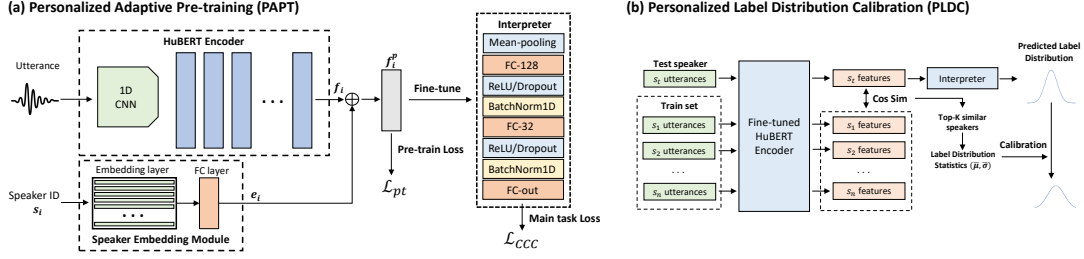 (a) Personalized Adaptive Pre-training (PAPT)
HuBERT Encoder
Utterance
1D
CNN
. . .
f_i
f_i^p
Fine-tune
Pre-train Loss
ℒ_pt
Speaker ID
s_i
Embedding layer
. . .
FC layer
e_i
Speaker Embedding Module
Interpreter
Mean-pooling
FC-128
ReLU/Dropout
BatchNorm1D
FC-32
ReLU/Dropout
BatchNorm1D
FC-out
Main task Loss
ℒ_CCC
(b) Personalized Label Distribution Calibration (PLDC)
Test speaker
s_t utterances
Train set
s_1 utterances
s_2 utterances
. . .
s_n utterances
Fine-tuned
HuBERT
Encoder
s_t features
Cos Sim
s_1 features
s_2 features
. . .
s_n features
Interpreter
Predicted Label
Distribution
Top-K similar
speakers
Label Distribution
Statistics (μ̄, σ̄)
Calibration